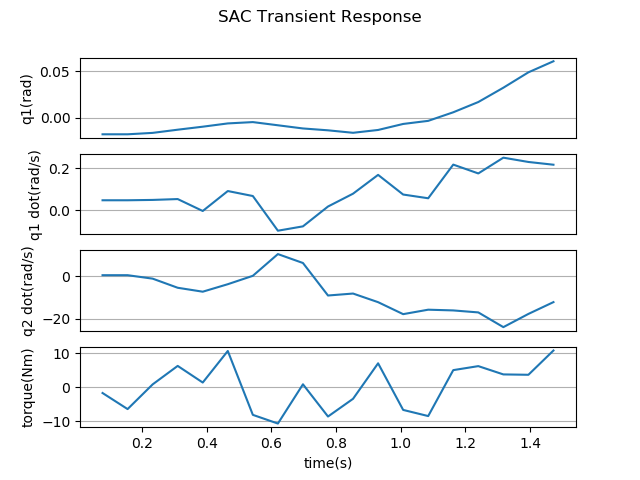 SAC Transient Response
q1(rad)
0.05
0.00
q1 dot(rad/s)
0.2
0.0
q2 dot(rad/s)
0
−20
torque(Nm)
10
0
−10
0.2 0.4 0.6 0.8 1.0 1.2 1.4
time(s)